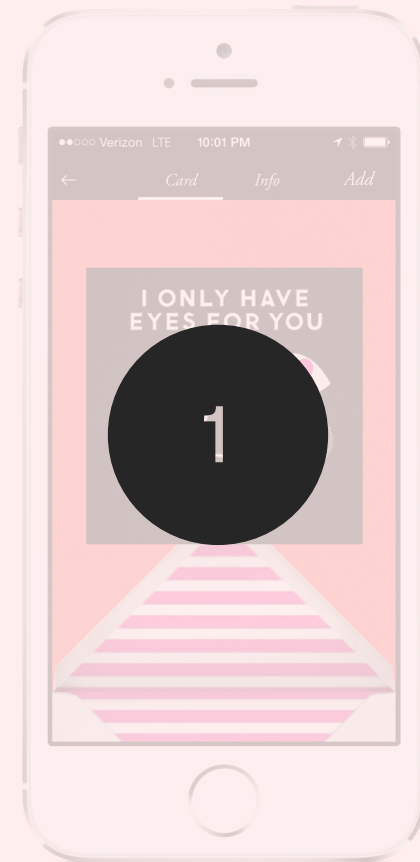 Verizon LTE 10:01 PM
← Card Info Add
I ONLY HAVE
EYES FOR YOU
1